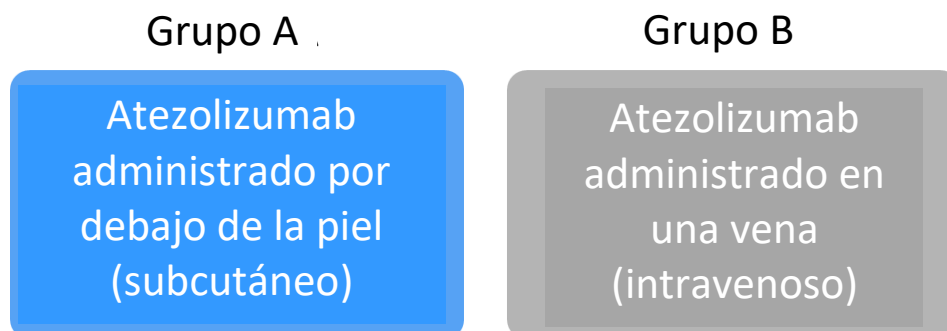 Grupo A
Atezolizumab
administrado por
debajo de la piel
(subcutáneo)
Grupo B
Atezolizumab
administrado en
una vena
(intravenoso)